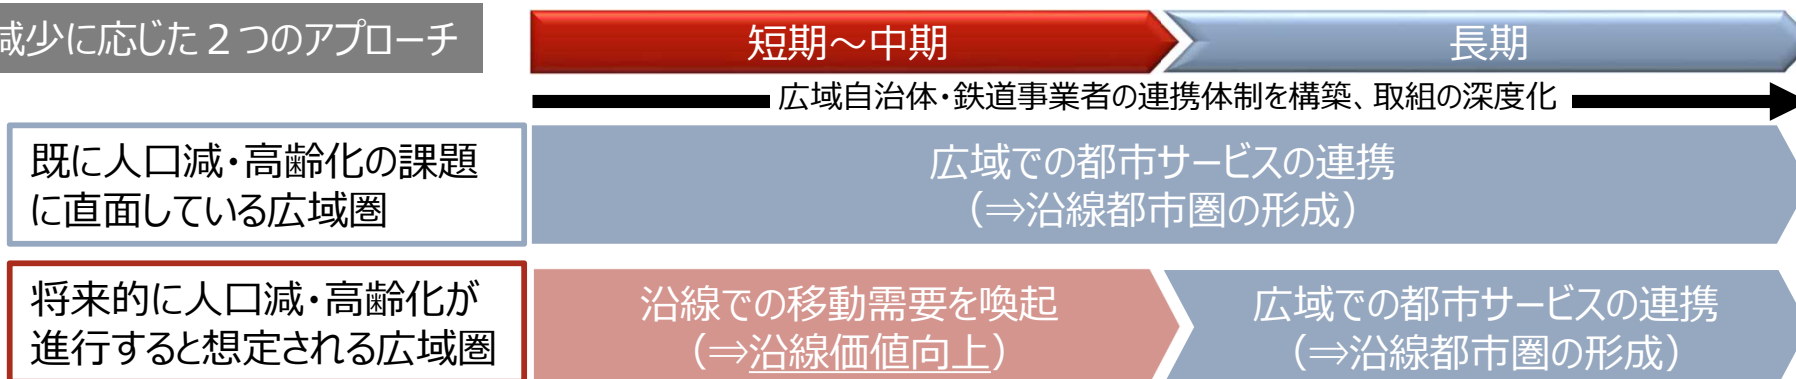 減少に応じた２つのアプローチ
短期～中期
長期
広域自治体・鉄道事業者の連携体制を構築、取組の深度化
既に人口減・高齢化の課題
に直面している広域圏
広域での都市サービスの連携
（⇒沿線都市圏の形成）
将来的に人口減・高齢化が
進行すると想定される広域圏
沿線での移動需要を喚起
（⇒沿線価値向上）
広域での都市サービスの連携
（⇒沿線都市圏の形成）